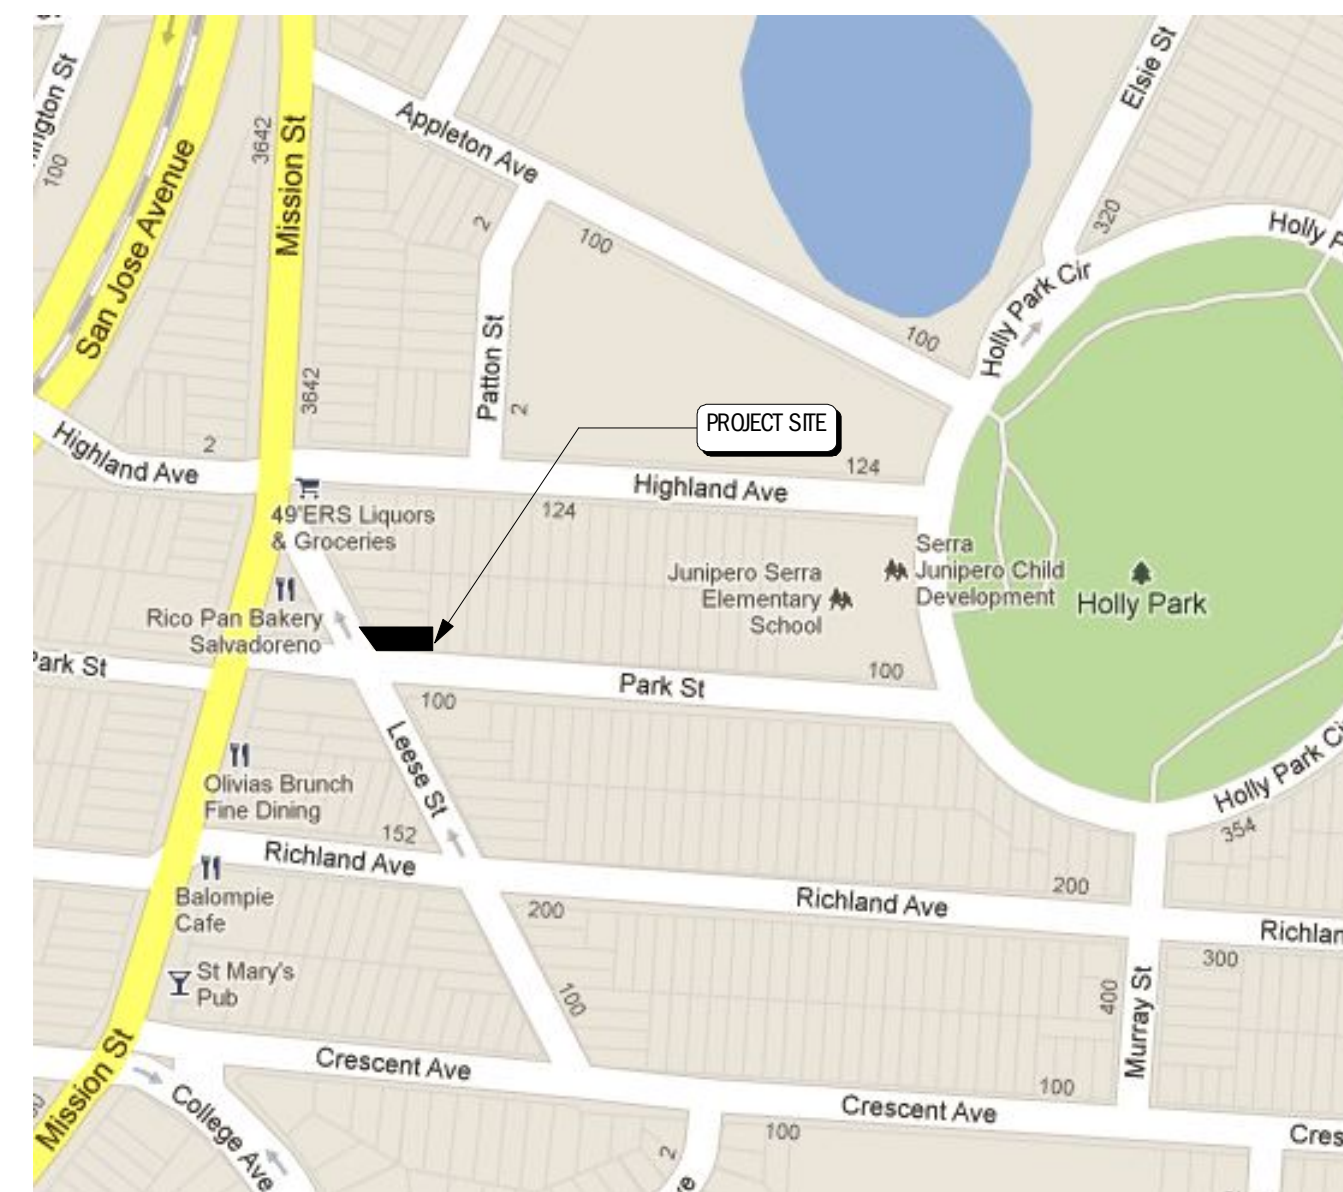 Elsie St
100
San Jose Avenue
3642
Mission St
Appleton Ave
2
100
320
Holly Park Cir
100
Patton St
2
3642
PROJECT SITE
Highland Ave
2
124
Highland Ave
124
49'ERS Liquors
& Groceries
Junipero Serra
Elementary
School
Serra
Junipero Child
Development
Holly Park
Rico Pan Bakery
Salvadoreno
Park St
100
Park St
100
Leese St
Olivias Brunch
Fine Dining
Holly Park Ci
354
152
Richland Ave
Balompie
Cafe
200
Richland Ave
200
Richlan
300
St Mary's
Pub
100
400
Murray St
Mission St
Crescent Ave
100
Crescent Ave
100
Cres
College Ave
2